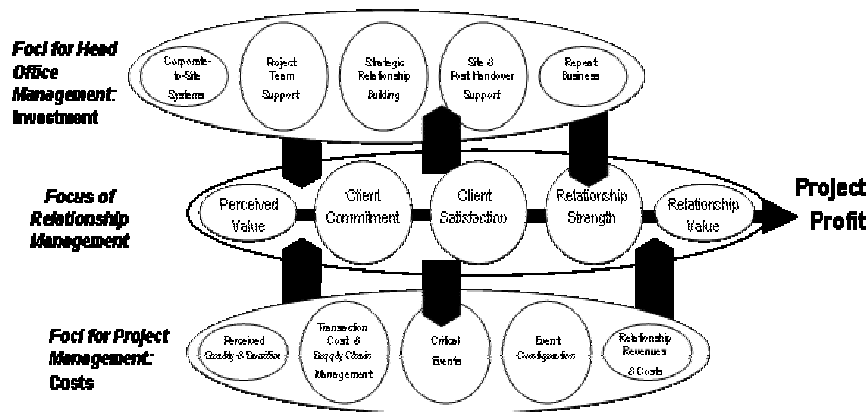 Foci for Head
Office
Management:
Investment
Corporate-
to-Site
Systems
Project
Team
Support
Strategic
Relationship
Building
Site &
Post Handover
Support
Repeat
Business
Focus of
Relationship
Management
Perceived
Value
Client
Commitment
Client
Satisfaction
Relationship
Strength
Relationship
Value
Project
Profit
Foci for Project
Management:
Costs
Perceived
Quality & Service
Transaction
Cost &
Supply Chain
Management
Critical
Events
Event
Configuration
Relationship
Revenues
& Costs